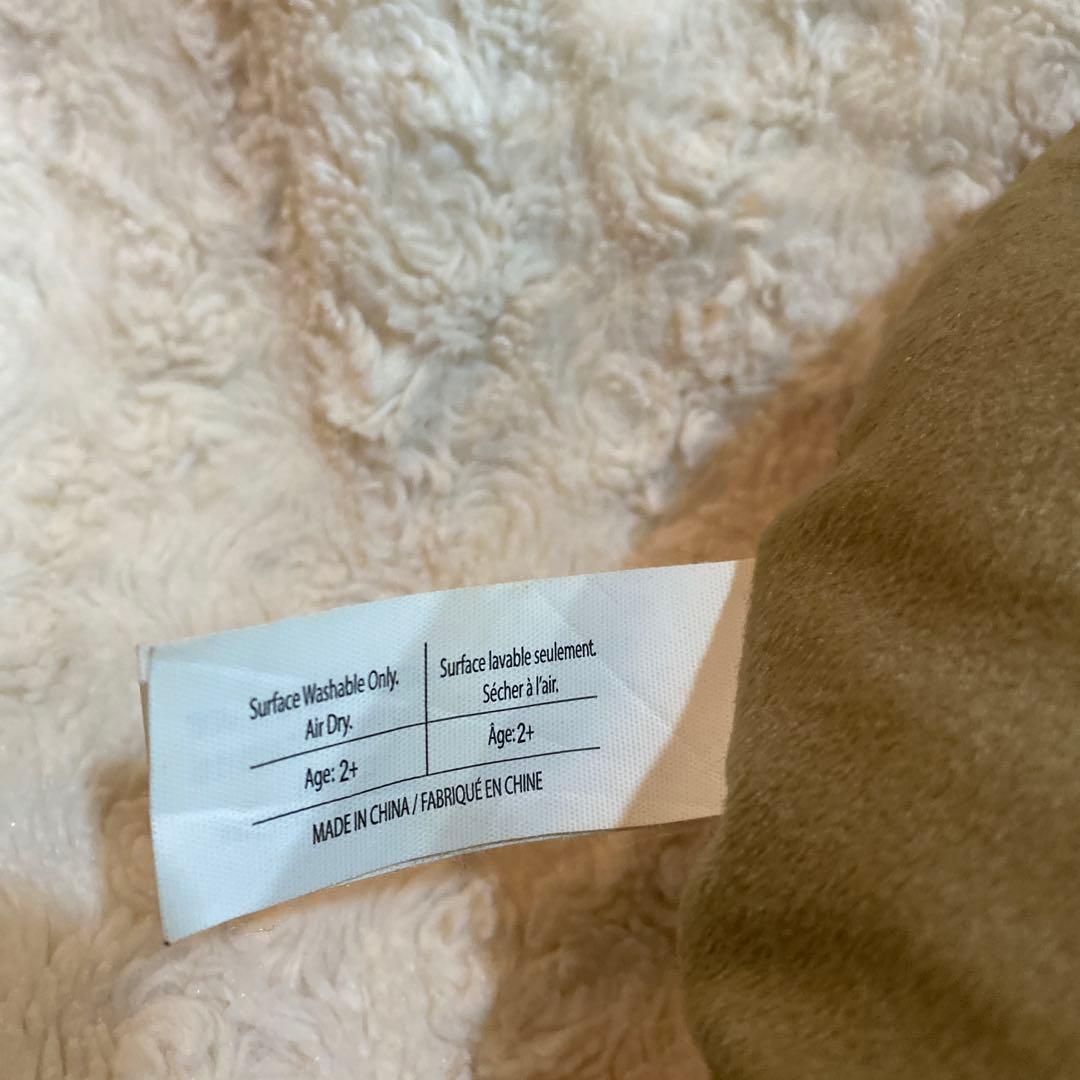 Surface Washable Only.
Air Dry.
Age: 2+
Surface lavable seulement.
Sécher à l'air.
Âge: 2+
MADE IN CHINA / FABRIQUÉ EN CHINE